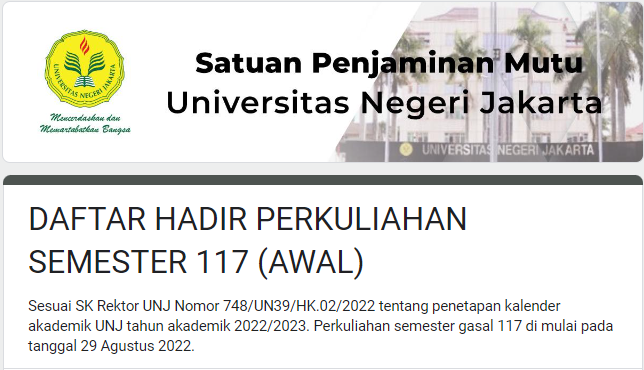 Satuan Penjaminan Mutu
Universitas Negeri Jakarta
UNIVERSITAS NEGERI JAKARTA
Mencerdaskan dan
Memartabatkan Bangsa
UNIVERSITAS NEGERI JAKARTA
DAFTAR HADIR PERKULIAHAN
SEMESTER 117 (AWAL)
Sesuai SK Rektor UNJ Nomor 748/UN39/HK.02/2022 tentang penetapan kalender
akademik UNJ tahun akademik 2022/2023. Perkuliahan semester gasal 117 di mulai pada
tanggal 29 Agustus 2022.